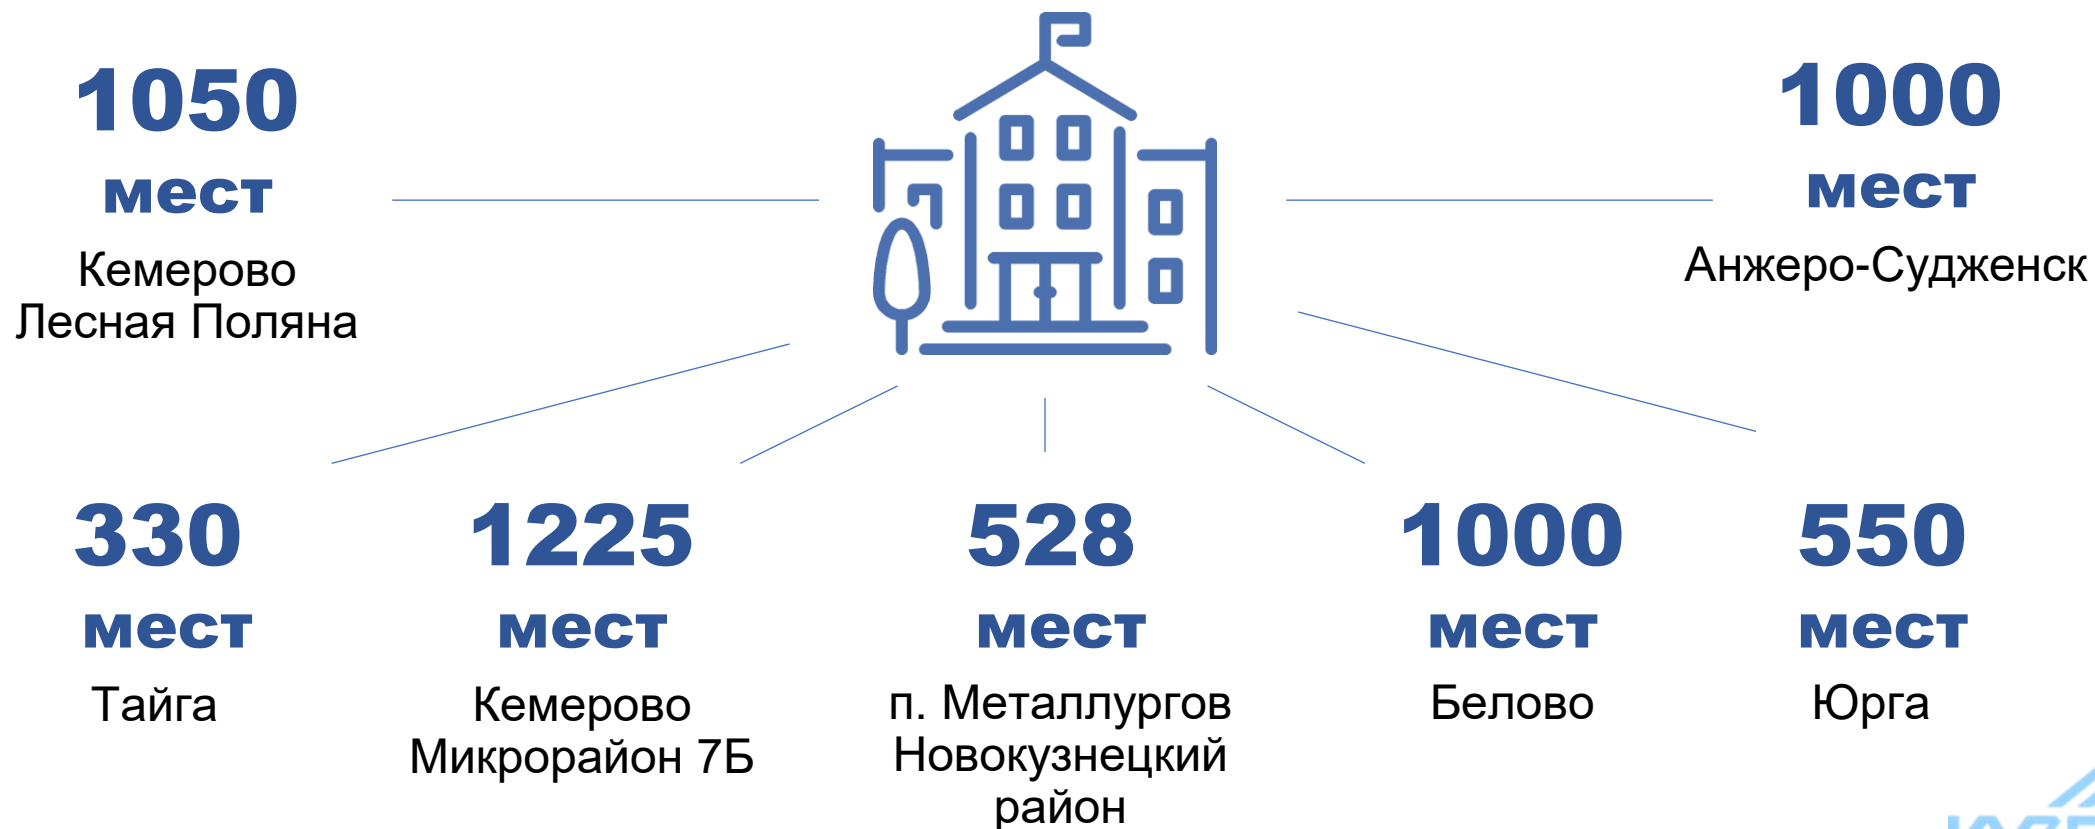 1050
мест
Кемерово
Лесная Поляна
1000
мест
Анжеро-Судженск
330
мест
Тайга
1225
мест
Кемерово
Микрорайон 7Б
528
мест
п. Металлургов
Новокузнецкий
район
1000
мест
Белово
550
мест
Юрга